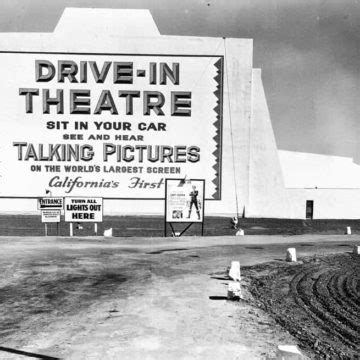 DRIVE-IN
THEATRE
SIT IN YOUR CAR
SEE AND HEAR
TALKING PICTURES
ON THE WORLD'S LARGEST SCREEN
California's First
ENTRANCE
TURN ALL
LIGHTS OUT
HERE